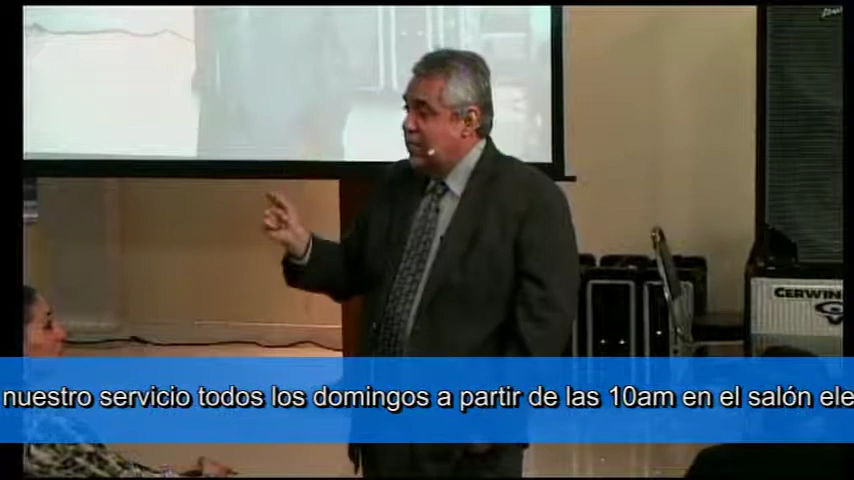 CERWIN
nuestro servicio todos los domingos a partir de las 10am en el salón ele